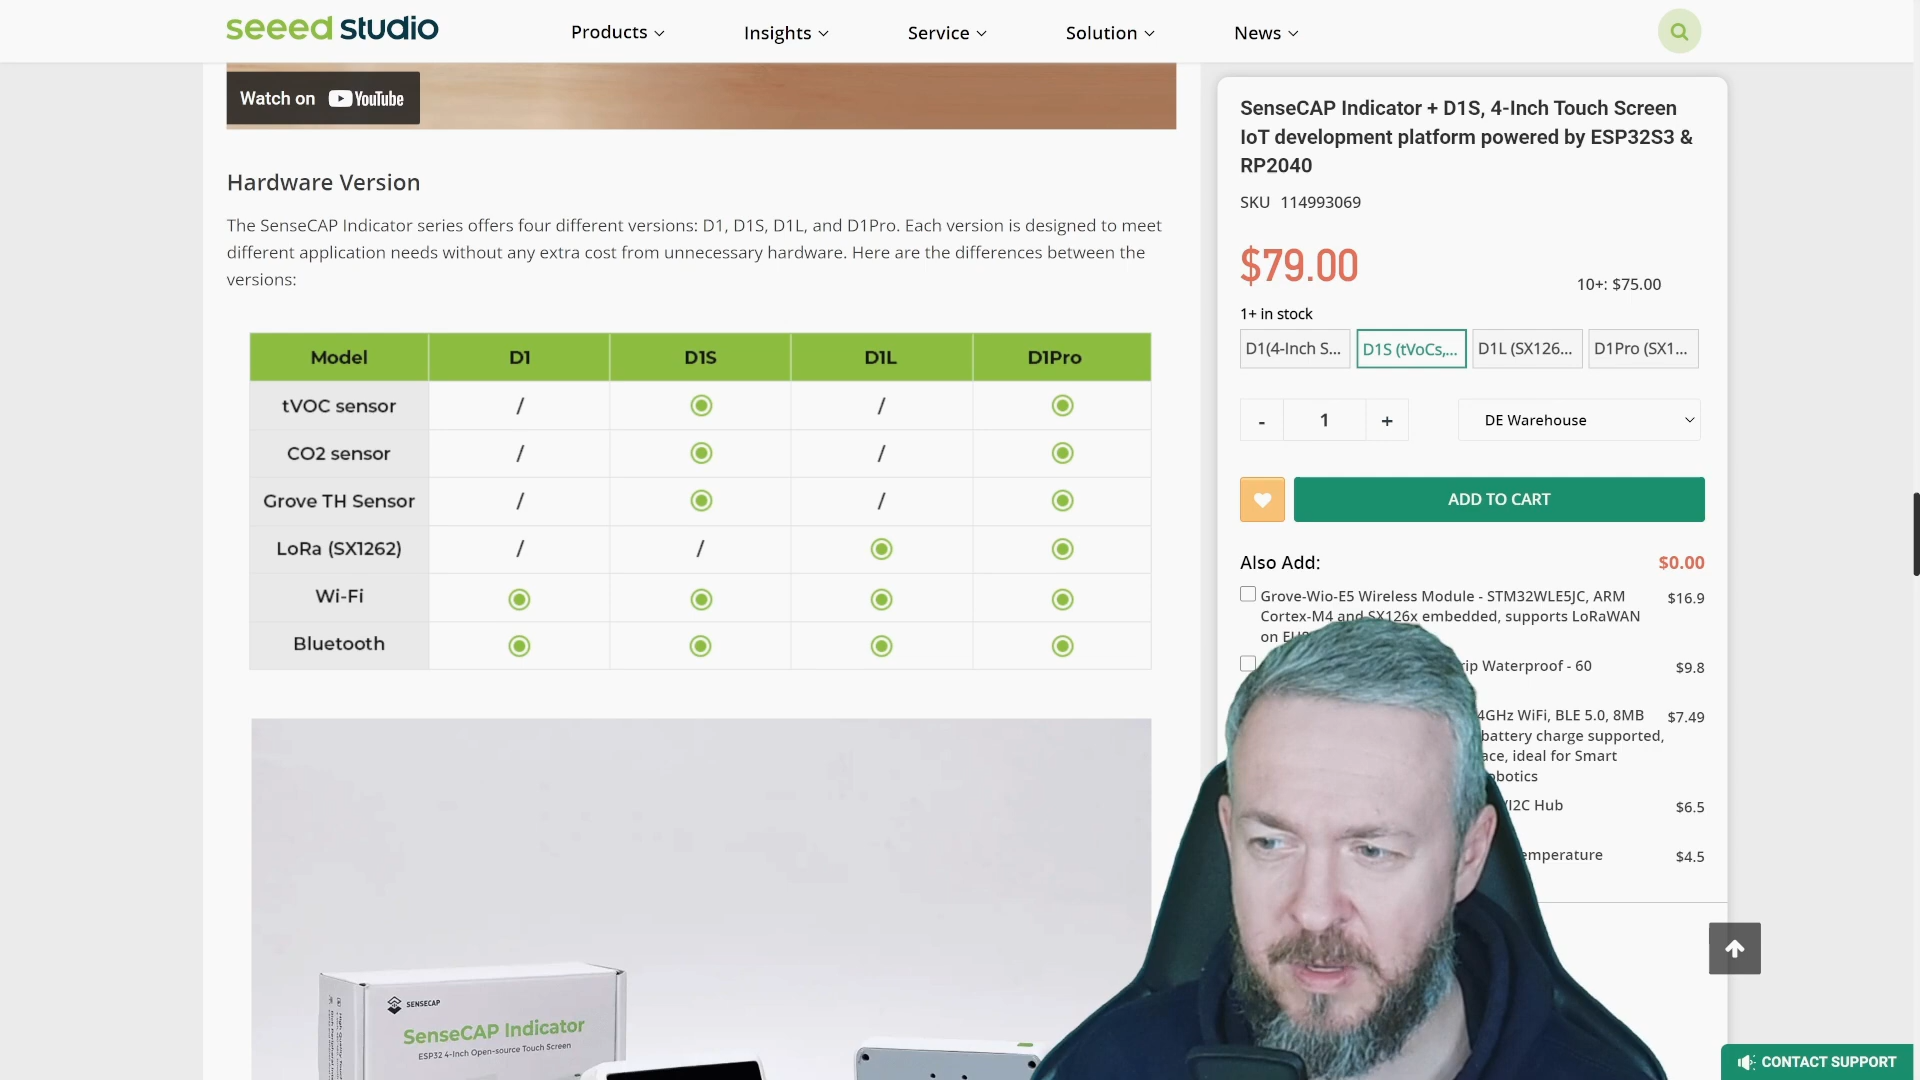 seeed studio
Products
Insights
Service
Solution
News
Watch on YouTube
Hardware Version
The SenseCAP Indicator series offers four different versions: D1, D1S, D1L, and D1Pro. Each version is designed to meet
different application needs without any extra cost from unnecessary hardware. Here are the differences between the
versions:
Model D1 D1S D1L D1Pro
tVOC sensor / /
CO2 sensor / /
Grove TH Sensor / /
LoRa (SX1262) / /
Wi-Fi
Bluetooth
SENSECAP
SenseCAP Indicator
ESP32 4-Inch Open-source Touch Screen
SenseCAP Indicator + D1S, 4-Inch Touch Screen
IoT development platform powered by ESP32S3 &
RP2040
SKU 114993069
$79.00
10+: $75.00
1+ in stock
D1(4-Inch S... D1S (tVoCs,... D1L (SX126... D1Pro (SX1...
- 1 + DE Warehouse
ADD TO CART
Also Add: $0.00
Grove-Wio-E5 Wireless Module - STM32WLE5JC, ARM $16.9
Cortex-M4 and SX126x embedded, supports LoRaWAN
on
Waterproof - 60 $9.8
4GHz WiFi, BLE 5.0, 8MB $7.49
battery charge supported,
ideal for Smart
/I2C Hub $6.5
$4.5
CONTACT SUPPORT